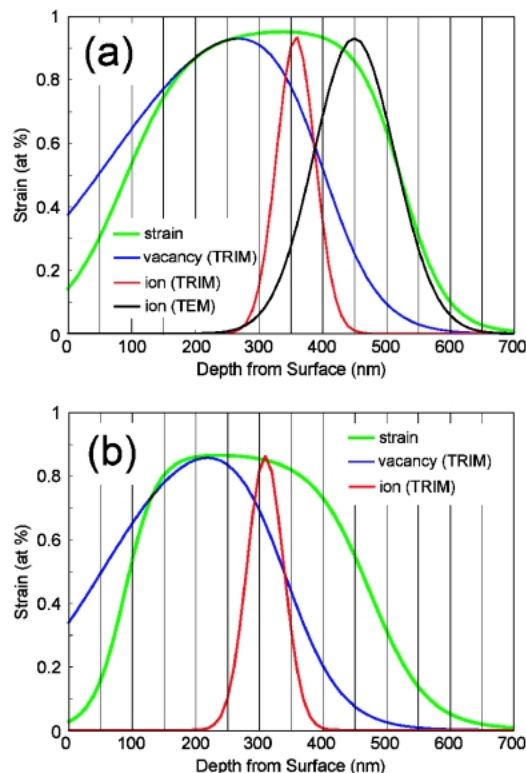 (a)
1
0.8
0.6
0.4
0.2
0
Strain (at %)
strain
vacancy (TRIM)
ion (TRIM)
ion (TEM)
0 100 200 300 400 500 600 700
Depth from Surface (nm)
(b)
1
0.8
0.6
0.4
0.2
0
Strain (at %)
strain
vacancy (TRIM)
ion (TRIM)
0 100 200 300 400 500 600 700
Depth from Surface (nm)